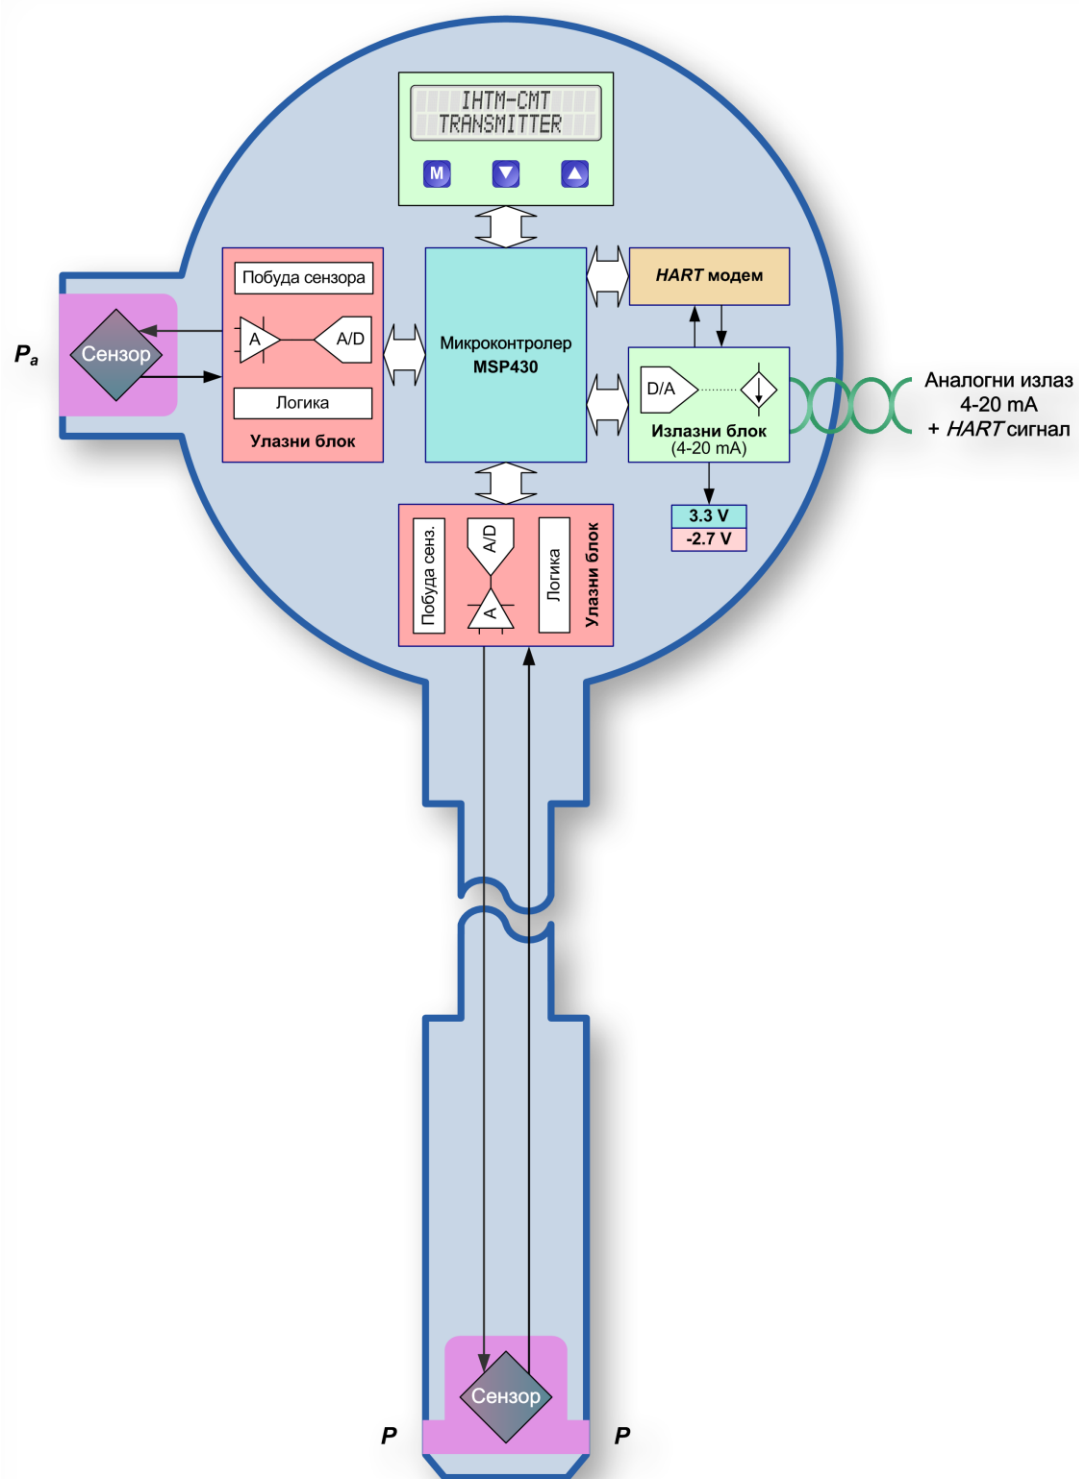 IHTM-CMT
TRANSMITTER
M
Побуда сензора
A
A/D
Логика
Улазни блок
Pₐ
Сензор
Микроконтролер
MSP430
HART модем
D/A
Излазни блок
(4-20 mA)
Аналогни излаз
4-20 mA
+ HART сигнал
3.3 V
-2.7 V
Побуда сенз.
A/D
A
Логика
Улазни блок
Сензор
P
P